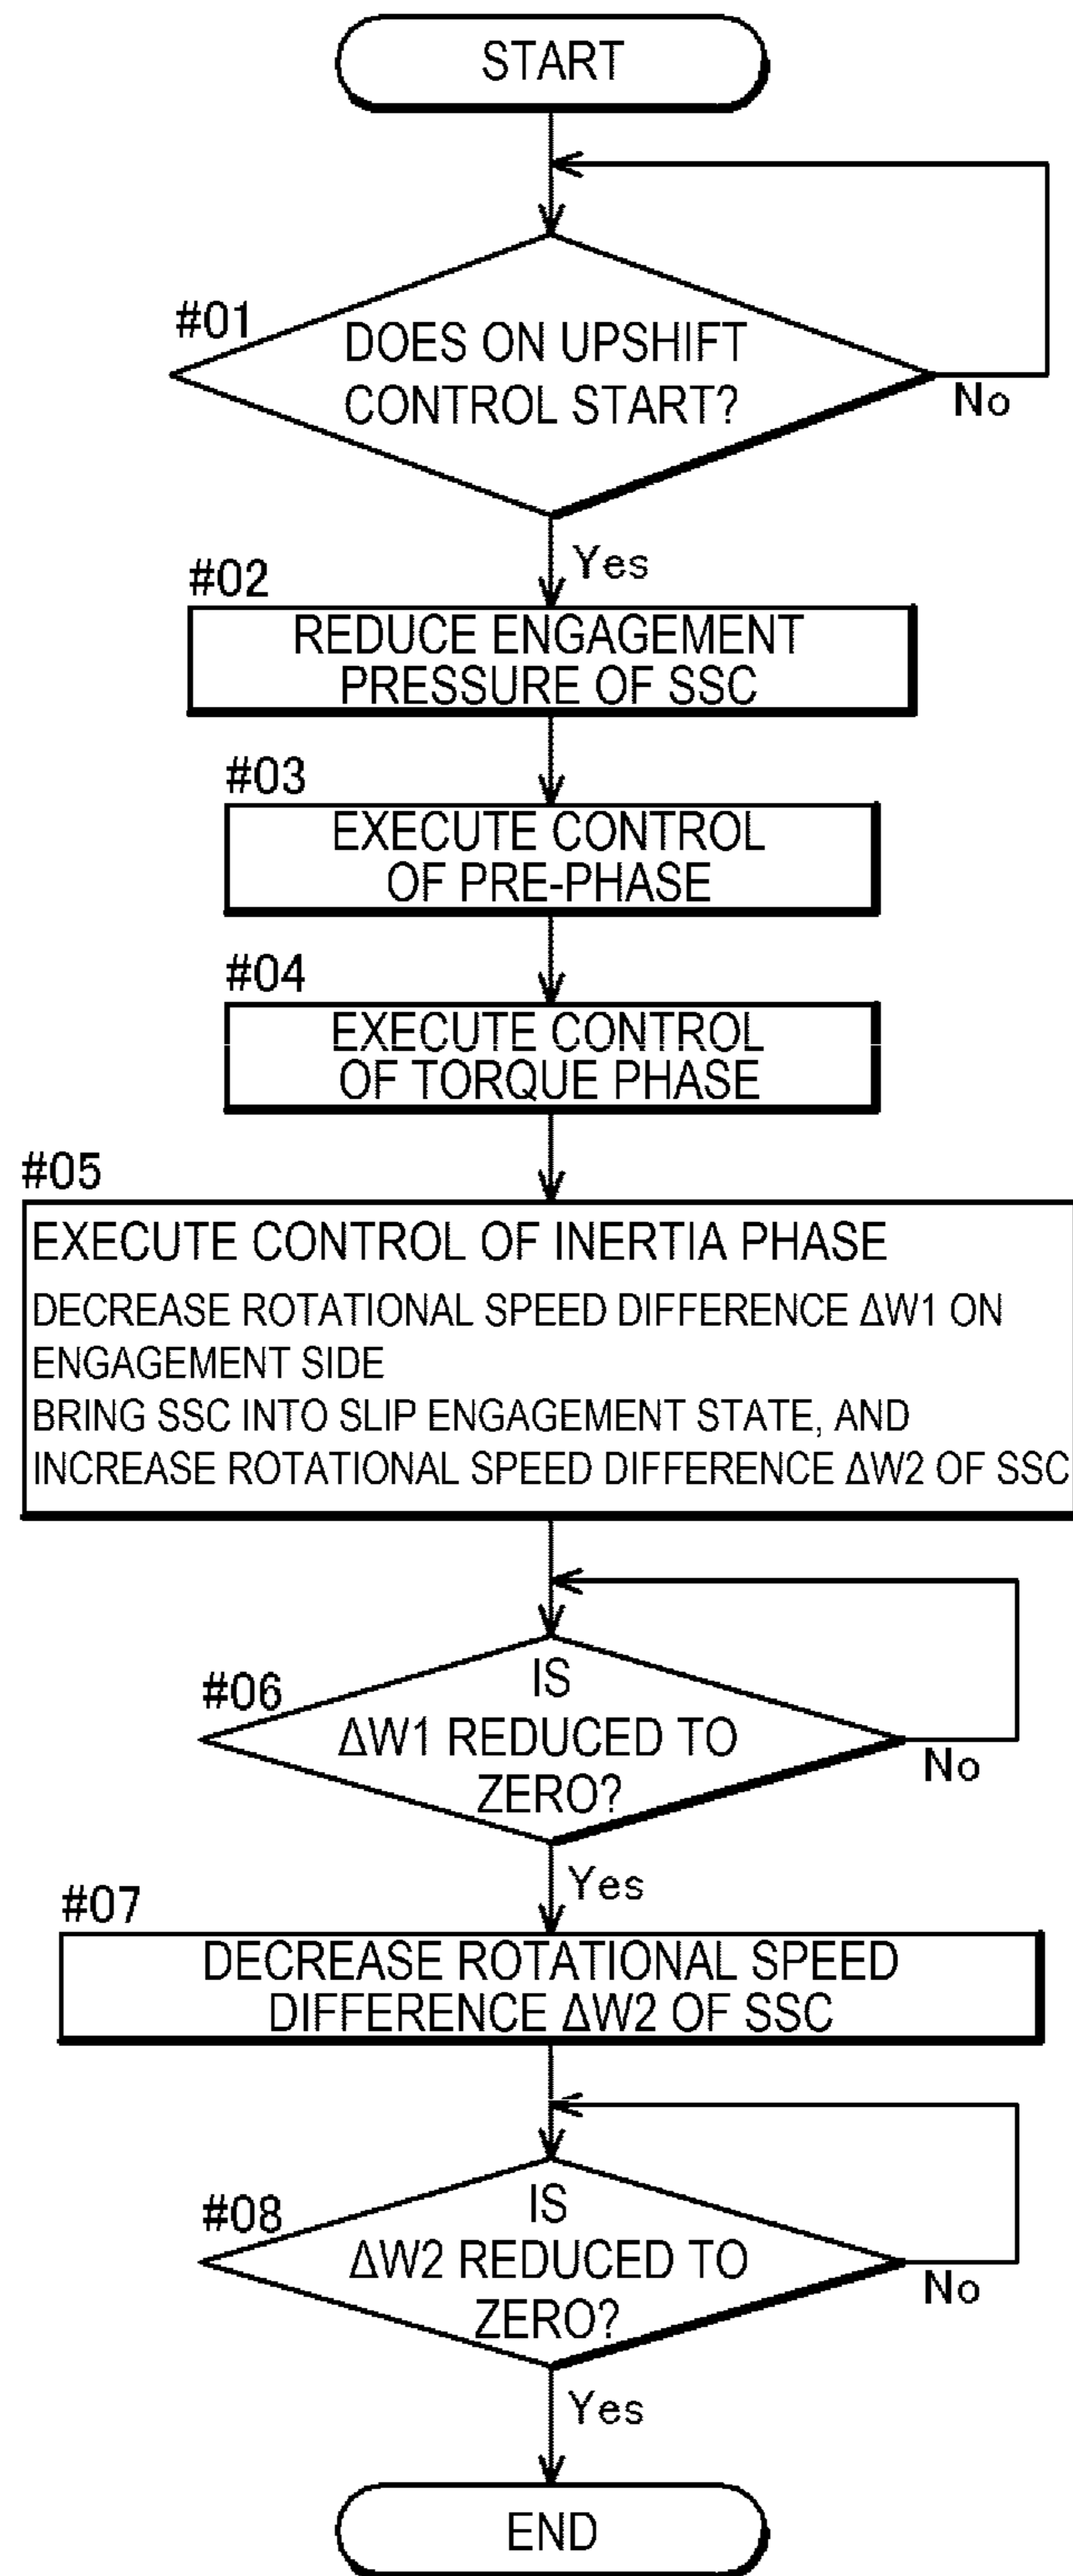 START
#01
DOES ON UPSHIFT
CONTROL START?
No
Yes
#02
REDUCE ENGAGEMENT
PRESSURE OF SSC
#03
EXECUTE CONTROL
OF PRE-PHASE
#04
EXECUTE CONTROL
OF TORQUE PHASE
#05
EXECUTE CONTROL OF INERTIA PHASE
DECREASE ROTATIONAL SPEED DIFFERENCE ΔW1 ON
ENGAGEMENT SIDE
BRING SSC INTO SLIP ENGAGEMENT STATE, AND
INCREASE ROTATIONAL SPEED DIFFERENCE ΔW2 OF SSC
#06
IS
ΔW1 REDUCED TO
ZERO?
No
Yes
#07
DECREASE ROTATIONAL SPEED
DIFFERENCE ΔW2 OF SSC
#08
IS
ΔW2 REDUCED TO
ZERO?
No
Yes
END